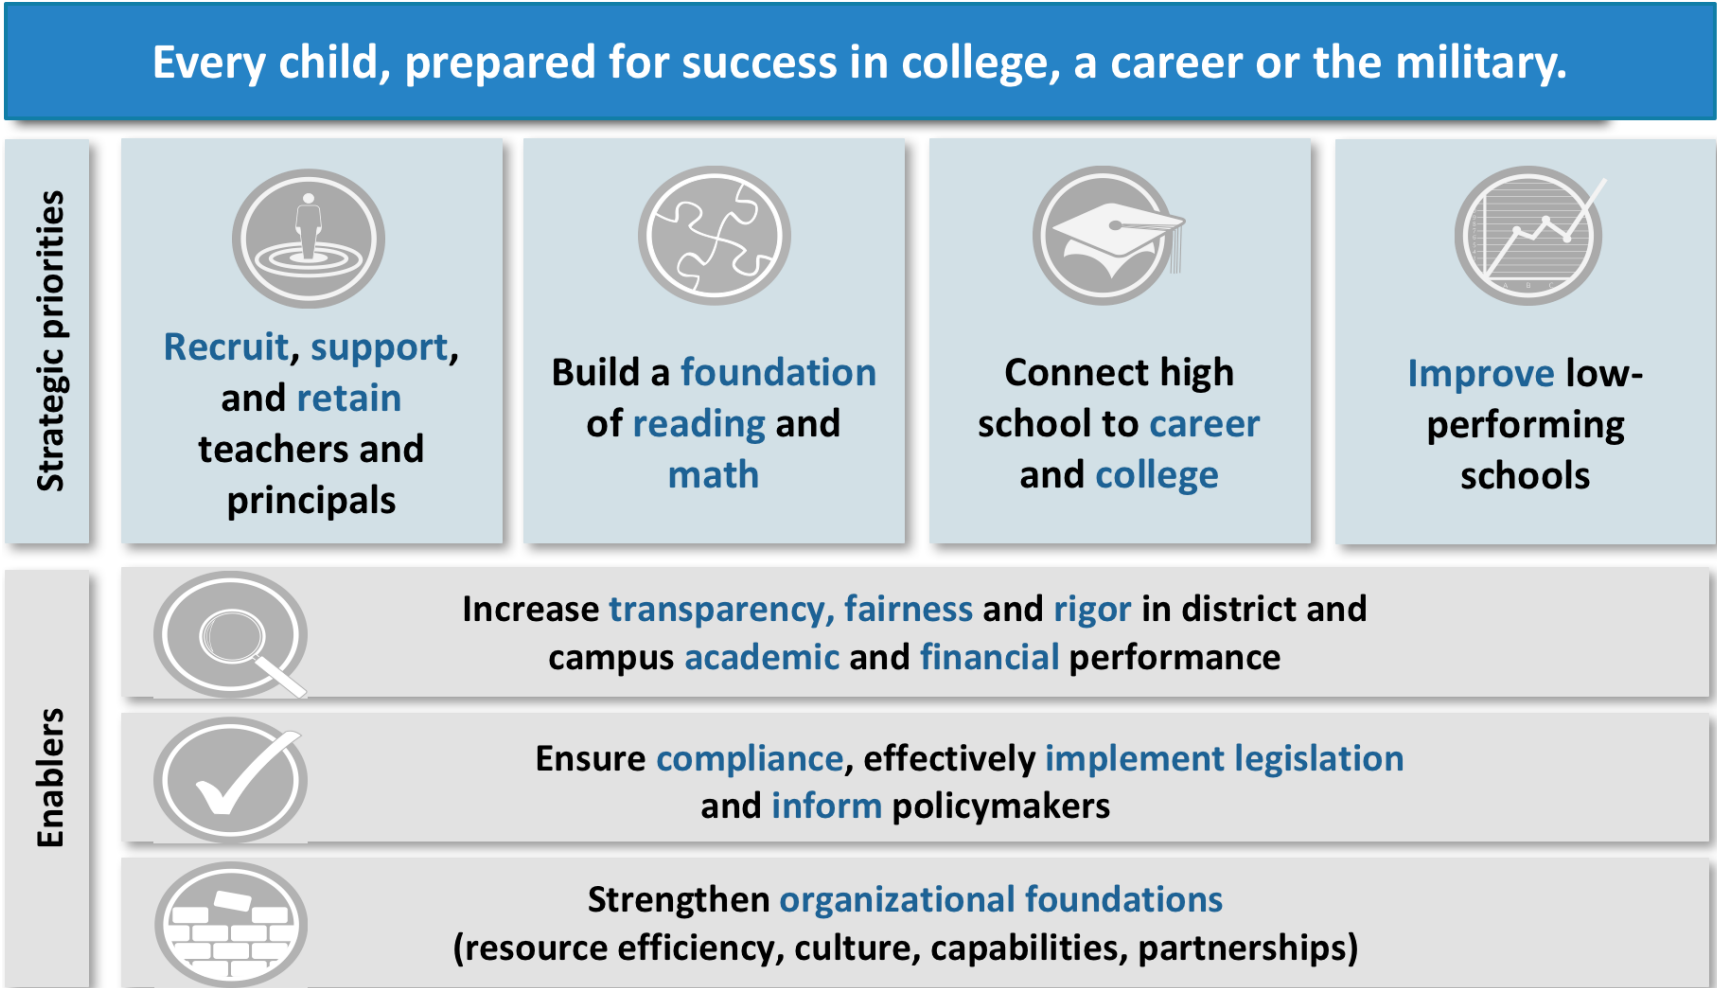 Every child, prepared for success in college, a career or the military.
Strategic priorities
Recruit, support,
and retain
teachers and
principals
Build a foundation
of reading and
math
Connect high
school to career
and college
Improve low-
performing
schools
A B C
Enablers
Increase transparency, fairness and rigor in district and
campus academic and financial performance
Ensure compliance, effectively implement legislation
and inform policymakers
Strengthen organizational foundations
(resource efficiency, culture, capabilities, partnerships)